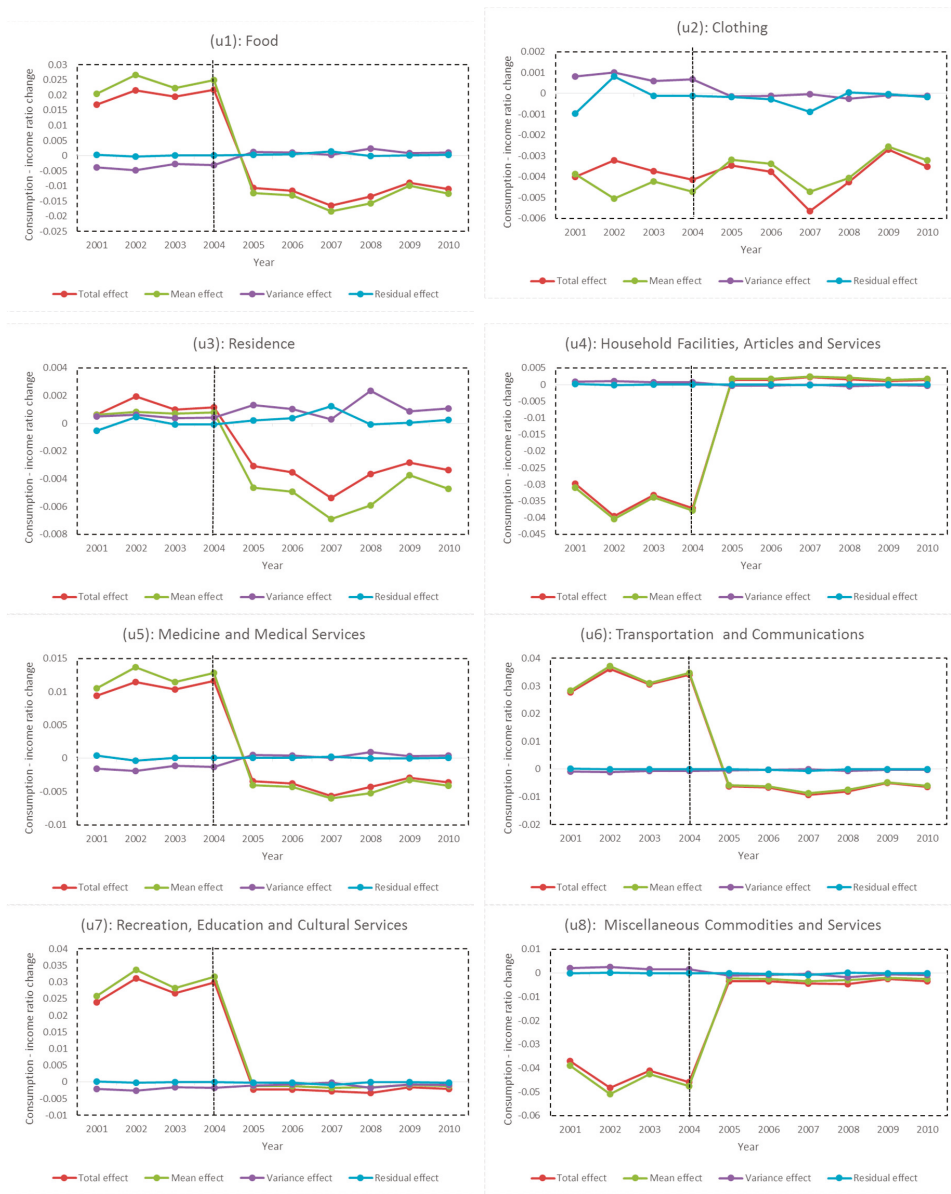 (u1): Food
Consumption - income ratio change
0.03
0.025
0.02
0.015
0.01
0.005
0
-0.005
-0.01
-0.015
-0.02
-0.025
2001 2002 2003 2004 2005 2006 2007 2008 2009 2010
Year
Total effect Mean effect Variance effect Residual effect
(u2): Clothing
Consumption - income ratio change
0.002
0.001
0
-0.001
-0.002
-0.003
-0.004
-0.005
-0.006
2001 2002 2003 2004 2005 2006 2007 2008 2009 2010
Year
Total effect Mean effect Variance effect Residual effect
(u3): Residence
Consumption - income ratio change
0.004
0.002
0
-0.002
-0.004
-0.006
-0.008
2001 2002 2003 2004 2005 2006 2007 2008 2009 2010
Year
Total effect Mean effect Variance effect Residual effect
(u4): Household Facilities, Articles and Services
Consumption - income ratio change
0.005
0
-0.005
-0.01
-0.015
-0.02
-0.025
-0.03
-0.035
-0.04
-0.045
2001 2002 2003 2004 2005 2006 2007 2008 2009 2010
Year
Total effect Mean effect Variance effect Residual effect
(u5): Medicine and Medical Services
Consumption - income ratio change
0.015
0.01
0.005
0
-0.005
-0.01
2001 2002 2003 2004 2005 2006 2007 2008 2009 2010
Year
Total effect Mean effect Variance effect Residual effect
(u6): Transportation and Communications
Consumption - income ratio change
0.04
0.03
0.02
0.01
0
-0.01
-0.02
2001 2002 2003 2004 2005 2006 2007 2008 2009 2010
Year
Total effect Mean effect Variance effect Residual effect
(u7): Recreation, Education and Cultural Services
Consumption - income ratio change
0.04
0.035
0.03
0.025
0.02
0.015
0.01
0.005
0
-0.005
-0.01
2001 2002 2003 2004 2005 2006 2007 2008 2009 2010
Year
Total effect Mean effect Variance effect Residual effect
(u8): Miscellaneous Commodities and Services
Consumption - income ratio change
0.01
0
-0.01
-0.02
-0.03
-0.04
-0.05
-0.06
2001 2002 2003 2004 2005 2006 2007 2008 2009 2010
Year
Total effect Mean effect Variance effect Residual effect